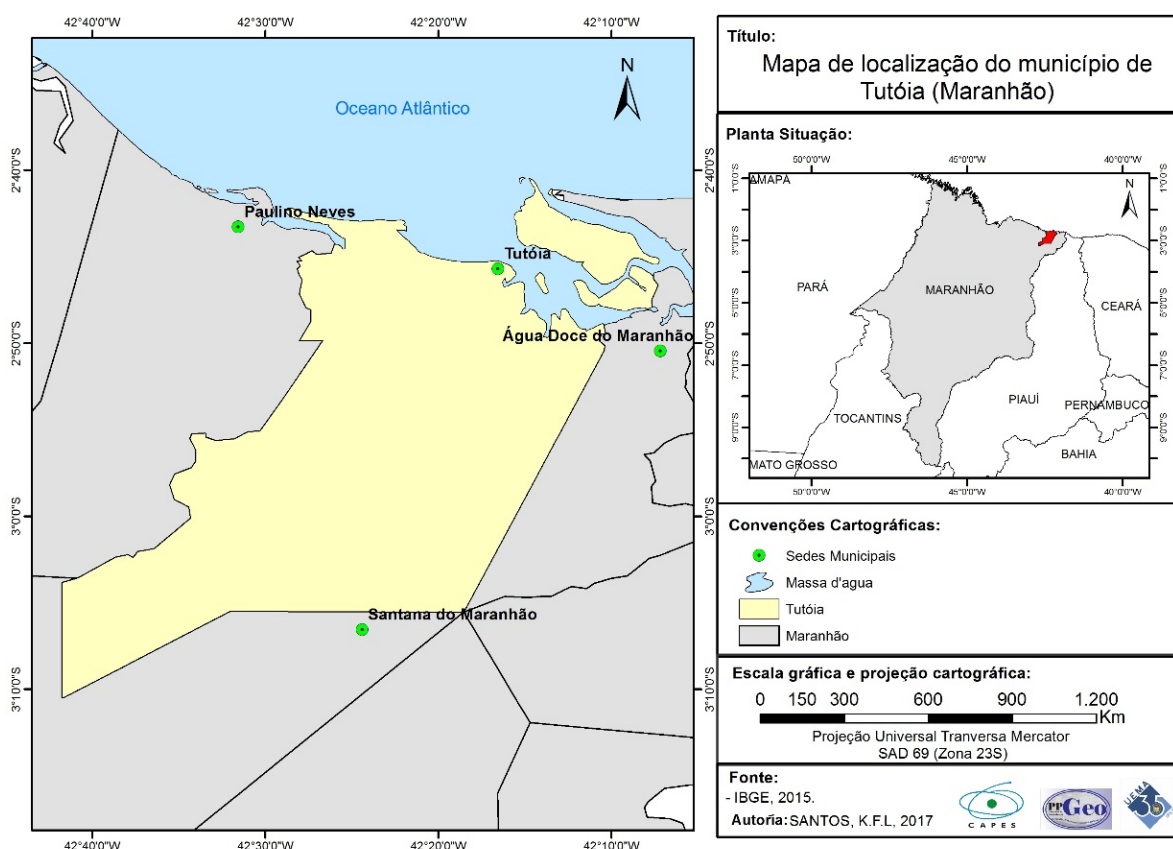 42°40'0"W
42°30'0"W
42°20'0"W
42°10'0"W
2°40'0"S
2°50'0"S
3°0'0"S
3°10'0"S
N
Oceano Atlântico
Paulino Neves
Tutóia
Água Doce do Maranhão
Santana do Maranhão
2°40'0"S
2°50'0"S
3°0'0"S
3°10'0"S
42°40'0"W
42°30'0"W
42°20'0"W
42°10'0"W
Título:
Mapa de localização do município de
Tutóia (Maranhão)
Planta Situação:
50°0'0"W
45°0'0"W
40°0'0"W
1°0'0"S
3°0'0"S
5°0'0"S
7°0'0"S
9°0'0"S
AMAPÁ
N
PARÁ
MARANHÃO
CEARÁ
PIAUÍ
PERNAMBUCO
TOCANTINS
BAHIA
MATO GROSSO
1°0'0"S
3°0'0"S
5°0'0"S
7°0'0"S
9°0'0"S
50°0'0"W
45°0'0"W
40°0'0"W
Convenções Cartográficas:
Sedes Municipais
Massa d'agua
Tutóia
Maranhão
Escala gráfica e projeção cartográfica:
0 150 300 600 900 1.200
Km
Projeção Universal Tranversa Mercator
SAD 69 (Zona 23S)
Fonte:
- IBGE, 2015.
Autoria: SANTOS, K.F.L, 2017
CAPES
PPGeo
UEMA 35